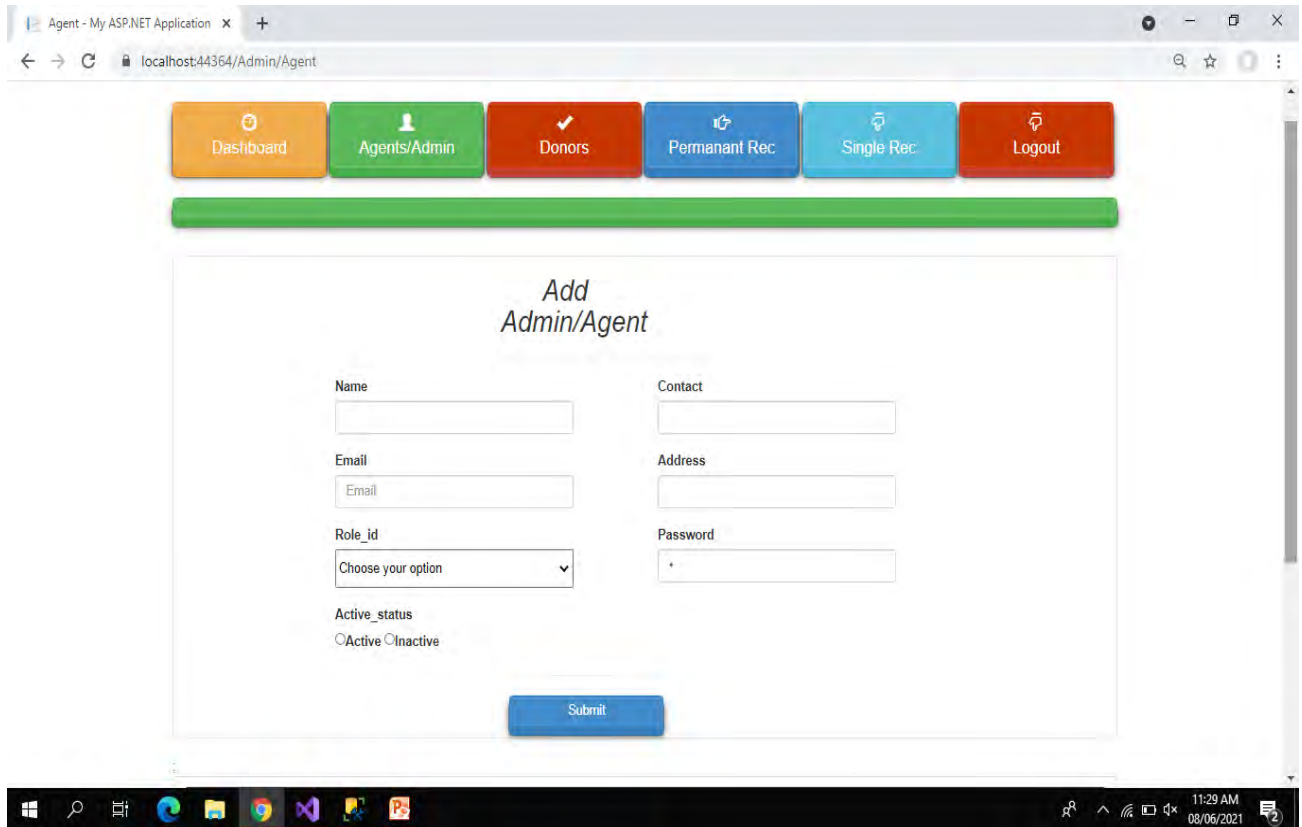 Agent - My ASP.NET Application
localhost:44364/Admin/Agent
Dashboard Agents/Admin Donors Permanant Rec Single Rec Logout
Add
Admin/Agent
Name Contact
Email Address
Email
Role_id Password
Choose your option *
Active_status
Active Inactive
Submit
11:29 AM
08/06/2021
2